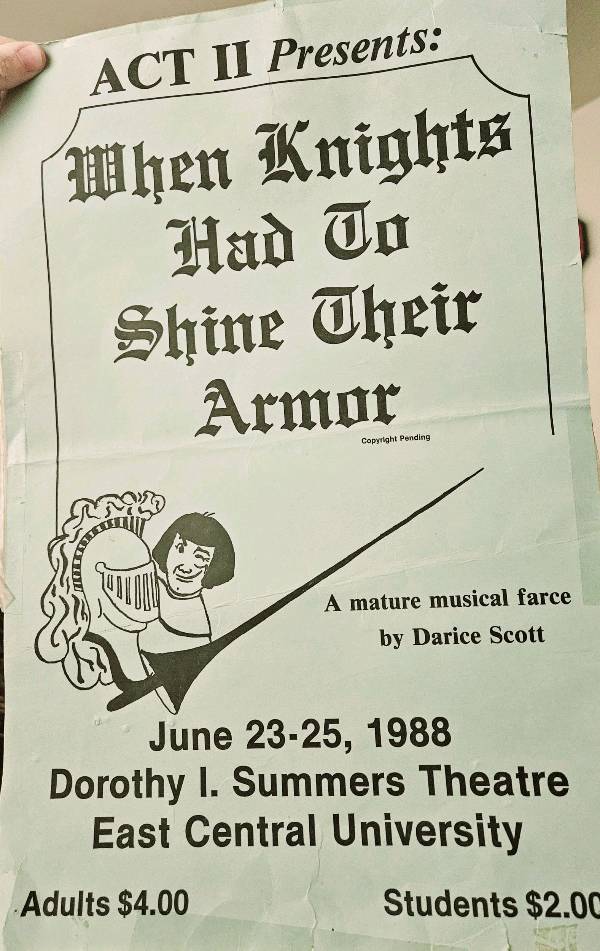 ACT II Presents:
When Knights
Had To
Shine Their
Armor
Copyright Pending
A mature musical farce
by Darice Scott
June 23-25, 1988
Dorothy I. Summers Theatre
East Central University
Adults $4.00
Students $2.00